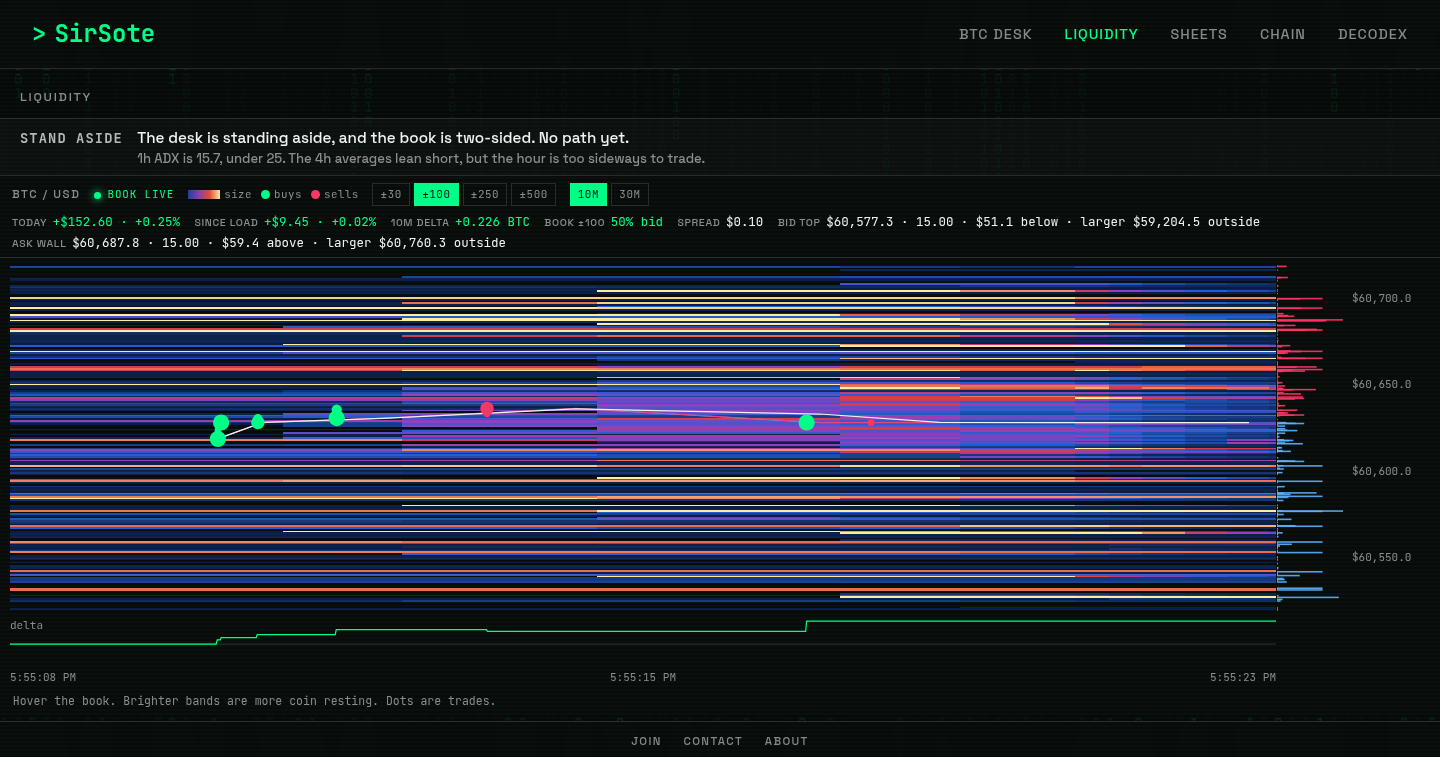 > SirSote
BTC DESK LIQUIDITY SHEETS CHAIN DECODEX
LIQUIDITY
STAND ASIDE The desk is standing aside, and the book is two-sided. No path yet.
1h ADX is 15.7, under 25. The 4h averages lean short, but the hour is too sideways to trade.
BTC / USD BOOK LIVE size buys sells ±30 ±100 ±250 ±500 10M 30M
TODAY +$152.60 · +0.25% SINCE LOAD +$9.45 · +0.02% 10M DELTA +0.226 BTC BOOK ±100 50% bid SPREAD $0.10 BID TOP $60,577.3 · 15.00 · $51.1 below · larger $59,204.5 outside
ASK WALL $60,687.8 · 15.00 · $59.4 above · larger $60,760.3 outside
$60,700.0
$60,650.0
$60,600.0
$60,550.0
delta
5:55:08 PM 5:55:15 PM 5:55:23 PM
Hover the book. Brighter bands are more coin resting. Dots are trades.
JOIN CONTACT ABOUT